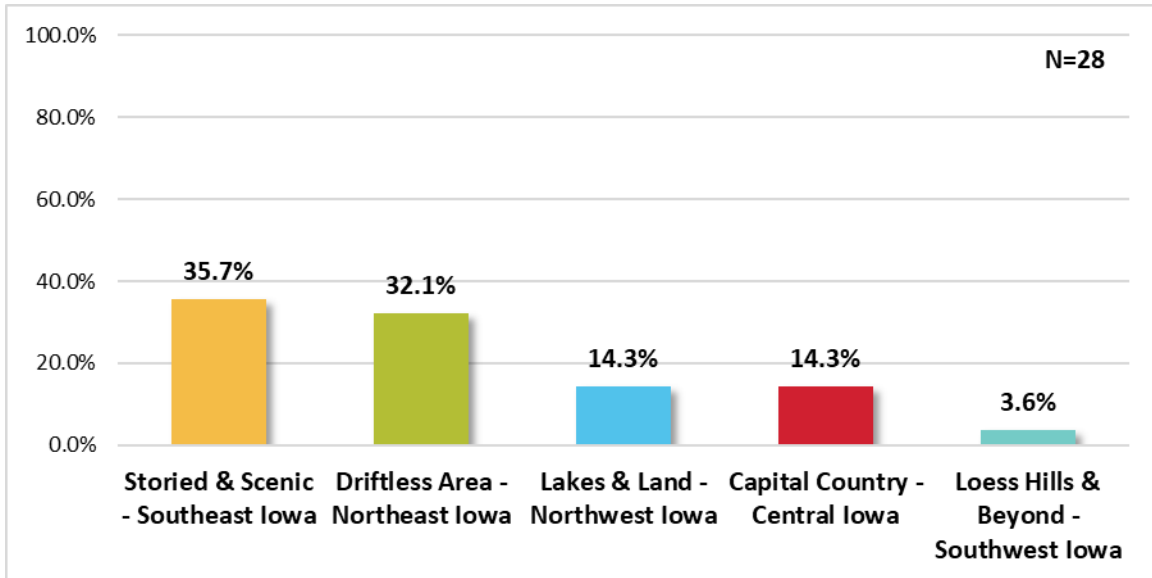 100.0%
N=28
80.0%
60.0%
40.0%
35.7%
32.1%
20.0%
14.3%
14.3%
3.6%
0.0%
Storied & Scenic
- Southeast Iowa
Driftless Area -
Northeast Iowa
Lakes & Land -
Northwest Iowa
Capital Country -
Central Iowa
Loess Hills &
Beyond -
Southwest Iowa